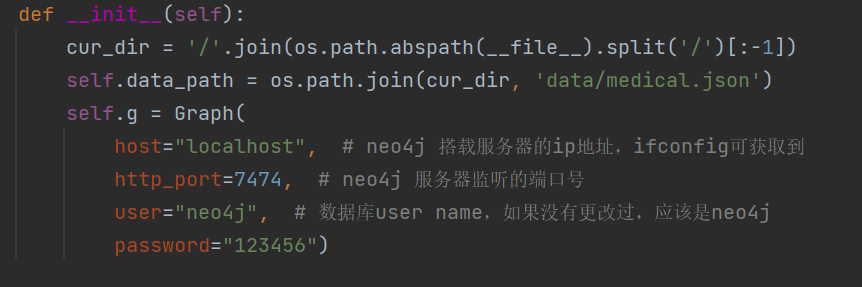 def __init__(self):
    cur_dir = '/'.join(os.path.abspath(__file__).split('/')[:-1])
    self.data_path = os.path.join(cur_dir, 'data/medical.json')
    self.g = Graph(
        host="localhost",  # neo4j 搭载服务器的ip地址，ifconfig可获取到
        http_port=7474,  # neo4j 服务器监听的端口号
        user="neo4j",  # 数据库user name，如果没有更改过，应该是neo4j
        password="123456")